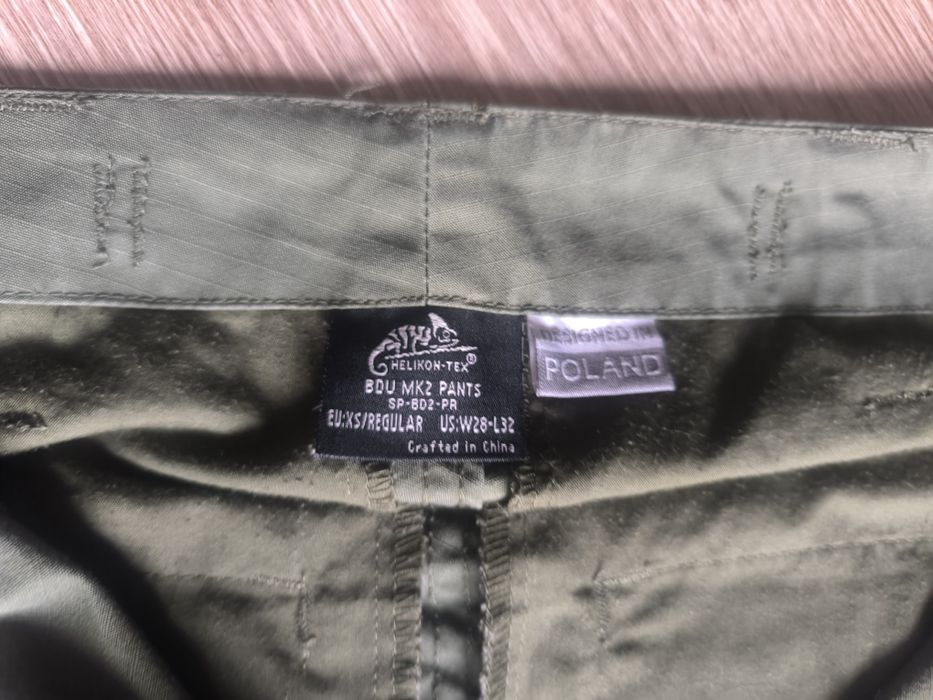 HELIKON-TEX®
BDU MK2 PANTS
SP-BD2-PR
EU:XS/REGULAR US:W28-L32
Crafted in China
DESIGNED IN
POLAND